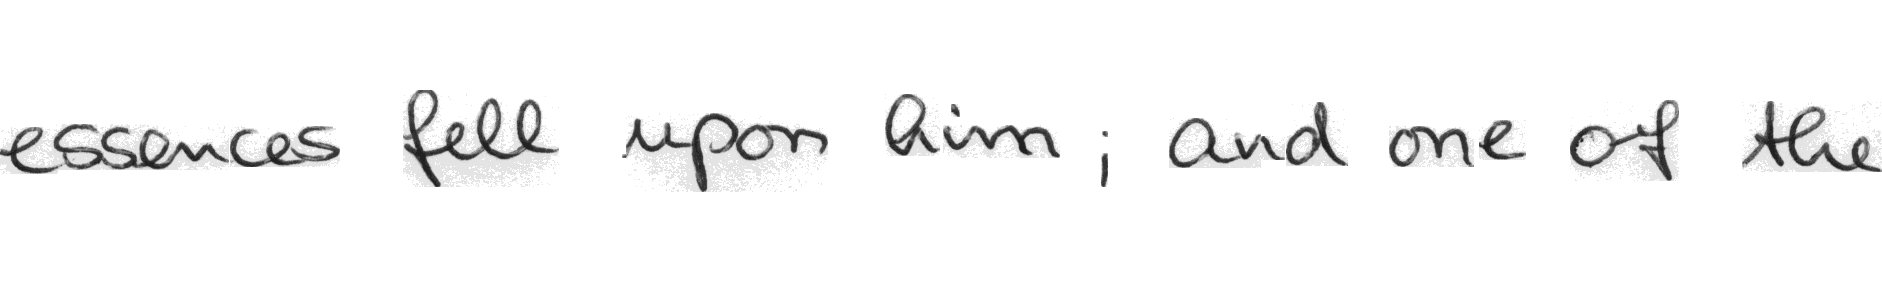 essences fell upon him ; and one of the